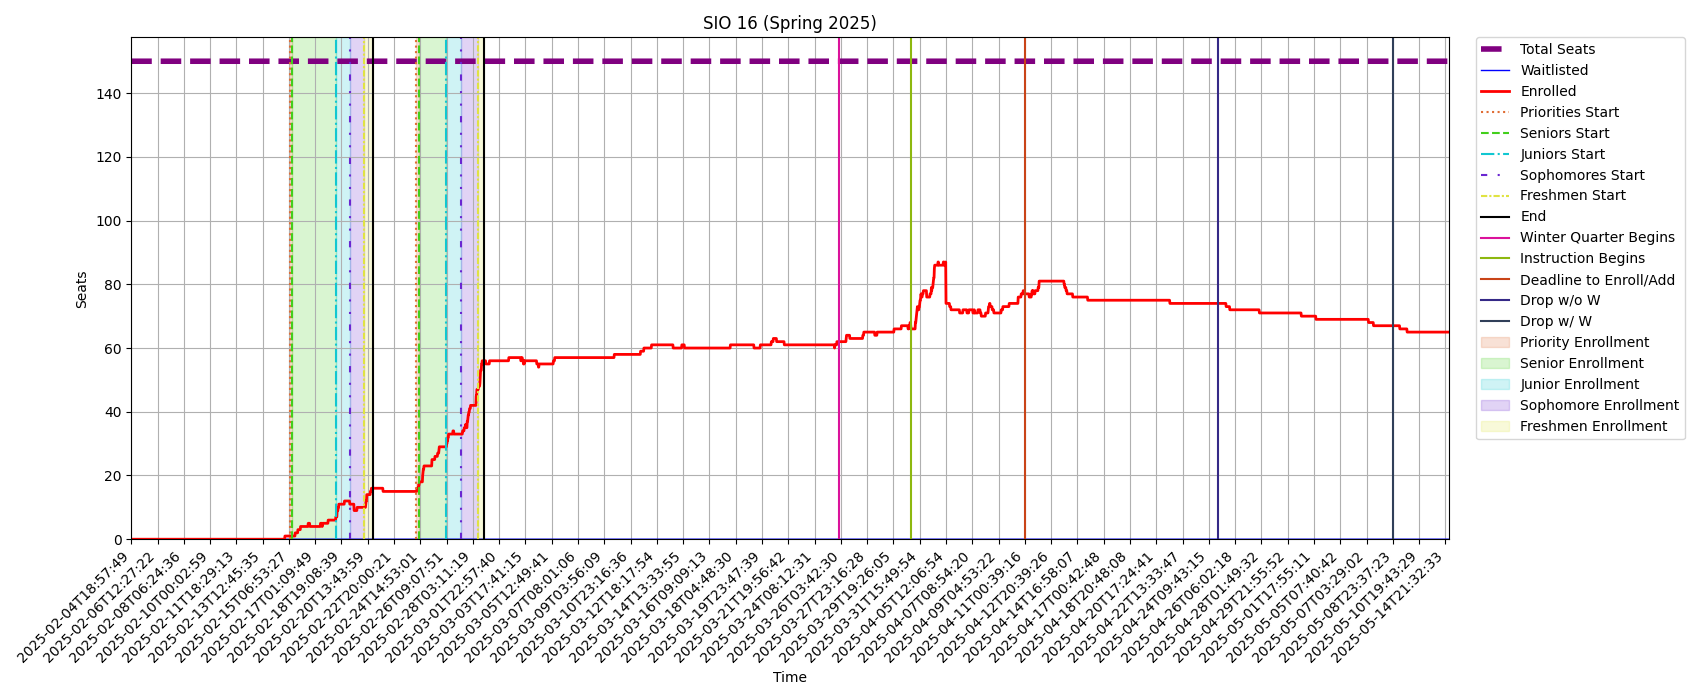 SIO 16 (Spring 2025)
Seats
140
120
100
80
60
40
20
0
2025-02-04T18:57:49
2025-02-06T12:27:22
2025-02-08T06:24:36
2025-02-10T00:02:59
2025-02-11T18:29:13
2025-02-13T12:45:35
2025-02-15T06:53:27
2025-02-17T01:09:49
2025-02-18T19:08:39
2025-02-20T13:43:59
2025-02-22T20:00:21
2025-02-24T14:53:01
2025-02-26T09:07:51
2025-02-28T03:11:19
2025-03-01T22:57:40
2025-03-03T17:41:15
2025-03-05T12:49:41
2025-03-07T08:01:06
2025-03-09T03:56:09
2025-03-10T23:16:36
2025-03-12T18:17:54
2025-03-14T13:33:55
2025-03-16T09:09:13
2025-03-18T04:48:30
2025-03-19T23:47:39
2025-03-21T19:56:42
2025-03-24T08:12:31
2025-03-26T03:42:30
2025-03-27T23:16:28
2025-03-29T19:26:05
2025-03-31T15:49:54
2025-04-05T12:06:54
2025-04-07T08:54:20
2025-04-09T04:53:22
2025-04-11T00:39:16
2025-04-12T20:39:26
2025-04-14T16:58:07
2025-04-17T00:42:48
2025-04-18T20:48:09
2025-04-20T17:24:41
2025-04-22T13:33:47
2025-04-24T09:43:15
2025-04-26T06:02:18
2025-04-28T01:49:32
2025-04-29T21:55:52
2025-05-01T17:55:11
2025-05-05T07:40:42
2025-05-07T03:29:02
2025-05-08T23:37:23
2025-05-10T19:43:29
2025-05-14T21:32:33
Time
Total Seats
Waitlisted
Enrolled
Priorities Start
Seniors Start
Juniors Start
Sophomores Start
Freshmen Start
End
Winter Quarter Begins
Instruction Begins
Deadline to Enroll/Add
Drop w/o W
Drop w/ W
Priority Enrollment
Senior Enrollment
Junior Enrollment
Sophomore Enrollment
Freshmen Enrollment